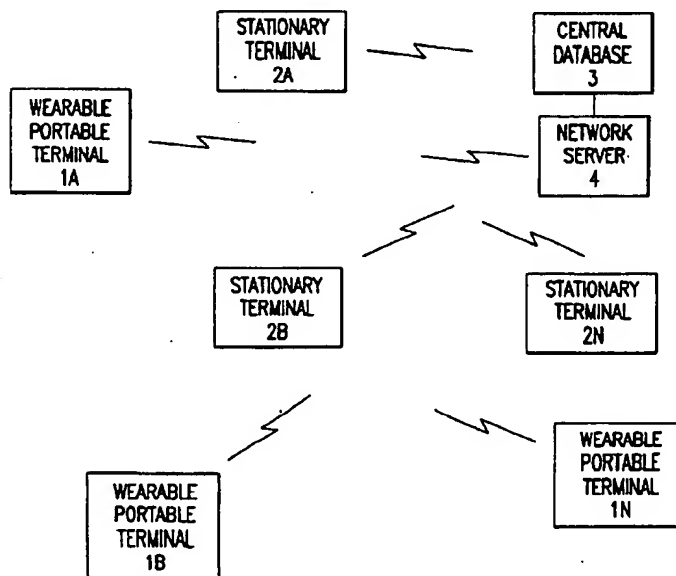 STATIONARY
TERMINAL
2A
CENTRAL
DATABASE
3
WEARABLE
PORTABLE
TERMINAL
1A
NETWORK
SERVER
4
STATIONARY
TERMINAL
2B
STATIONARY
TERMINAL
2N
WEARABLE
PORTABLE
TERMINAL
1N
WEARABLE
PORTABLE
TERMINAL
1B